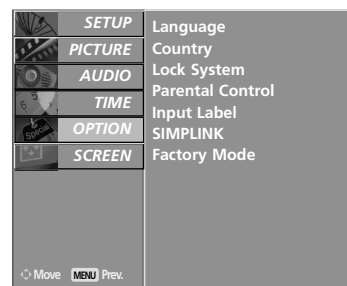 SETUP
PICTURE
AUDIO
TIME
OPTION
SCREEN
Language
Country
Lock System
Parental Control
Input Label
SIMPLINK
Factory Mode
Special
Move MENU Prev.